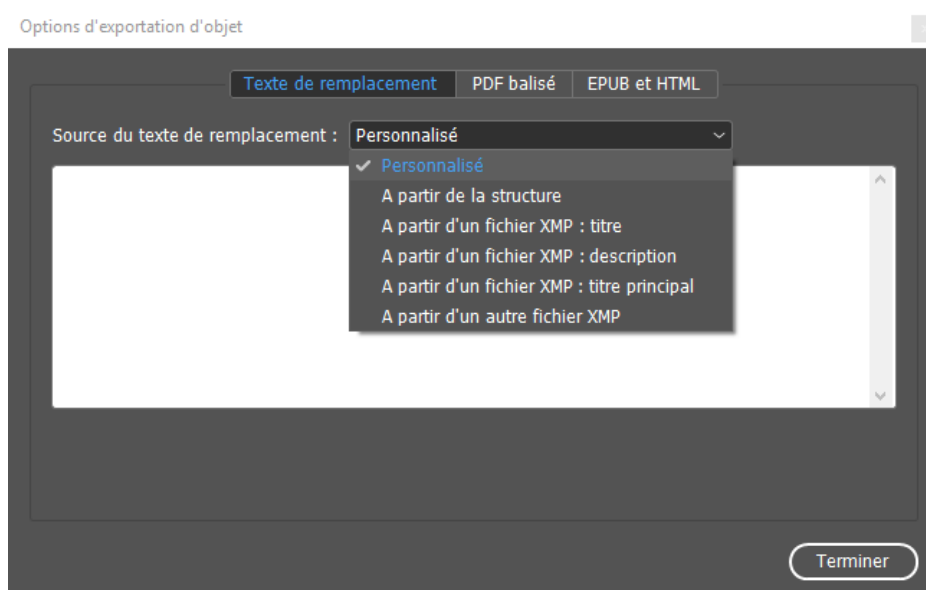 Options d'exportation d'objet
Texte de remplacement PDF balisé EPUB et HTML
Source du texte de remplacement : Personnalisé
Personnalisé
A partir de la structure
A partir d'un fichier XMP : titre
A partir d'un fichier XMP : description
A partir d'un fichier XMP : titre principal
A partir d'un autre fichier XMP
Terminer